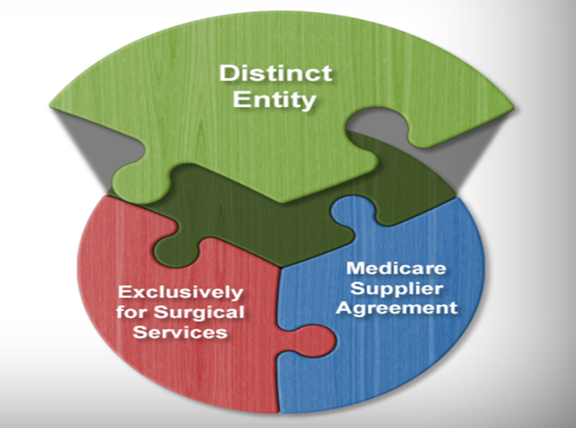 Distinct
Entity
Exclusively
for Surgical
Services
Medicare
Supplier
Agreement